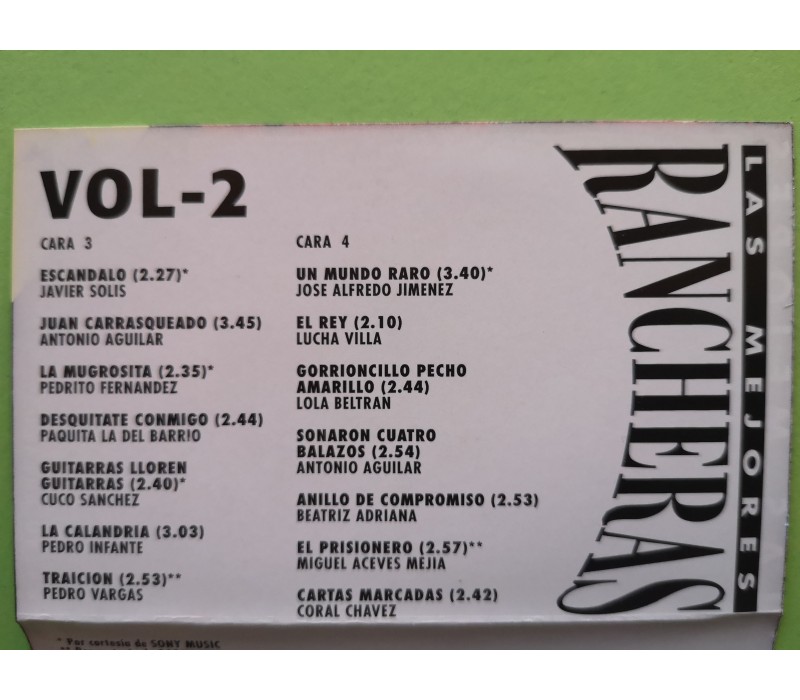 VOL-2
CARA 3
ESCANDALO (2.27)*
JAVIER SOLIS
JUAN CARRASQUEADO (3.45)
ANTONIO AGUILAR
LA MUGROSITA (2.35)*
PEDRITO FERNANDEZ
DESQUITATE CONMIGO (2.44)
PAQUITA LA DEL BARRIO
GUITARRAS LLOREN
GUITARRAS (2.40)*
CUCO SANCHEZ
LA CALANDRIA (3.03)
PEDRO INFANTE
TRAICION (2.53)**
PEDRO VARGAS
CARA 4
UN MUNDO RARO (3.40)*
JOSE ALFREDO JIMENEZ
EL REY (2.10)
LUCHA VILLA
GORRIONCILLO PECHO
AMARILLO (2.44)
LOLA BELTRAN
SONARON CUATRO
BALAZOS (2.54)
ANTONIO AGUILAR
ANILLO DE COMPROMISO (2.53)
BEATRIZ ADRIANA
EL PRISIONERO (2.57)**
MIGUEL ACEVES MEJIA
CARTAS MARCADAS (2.42)
CORAL CHAVEZ
LAS MEJORES
RANCHERAS
* Por cortesia de SONY MUSIC